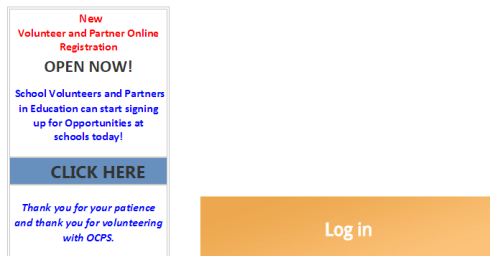 New
Volunteer and Partner Online
Registration
OPEN NOW!
School Volunteers and Partners
in Education can start signing
up for Opportunities at
schools today!
CLICK HERE
Thank you for your patience
and thank you for volunteering
with OCPS.
Log in